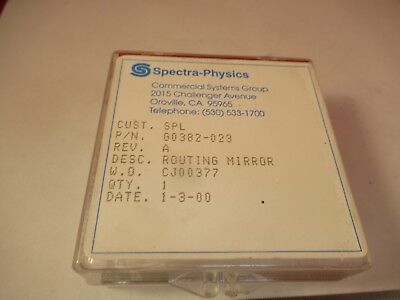 Spectra-Physics
Commercial Systems Group
2015 Challenger Avenue
Oroville, CA 95965
Telephone: (530) 533-1700
CUST. SPL
P/N. G0382-023
REV. A
DESC. ROUTING MIRROR
W.O. CJ00377
QTY. 1
DATE. 1-3-00